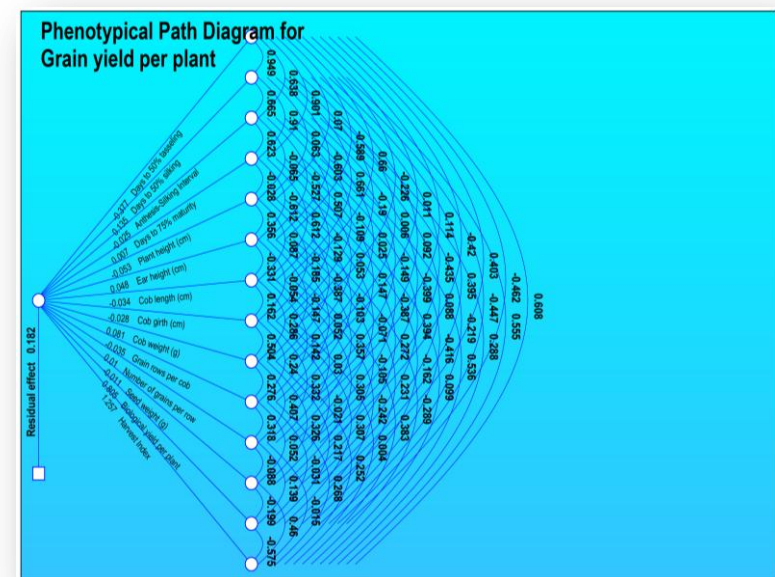 Phenotypical Path Diagram for
Grain yield per plant
-0.377 Days to 50% tasseling
-0.135 Days to 50% silking
-0.025 Anthesis-Silking Interval
0.007 Days to 75% maturity
-0.053 Plant height (cm)
0.048 Ear height (cm)
-0.034 Cob length (cm)
-0.028 Cob girth (cm)
0.081 Cob weight (g)
-0.035 Grain rows per cob
0.01 Number of grains per row
-0.011 Seed weight (g)
0.806 Biological yield per plant
1.252 Harvest Index
Residual effect 0.182
0.949 0.665 0.623 -0.028 0.356 -0.331 0.162 0.504 0.276 0.318 -0.088 -0.199 -0.575
0.638 0.91 -0.065 -0.612 0.087 -0.054 0.286 0.24 0.407 0.052 0.139 0.46
0.901 0.063 -0.527 0.612 -0.185 -0.147 0.142 0.332 0.326 -0.031 -0.015
0.07 -0.603 0.507 -0.129 -0.357 0.052 0.03 -0.021 0.217 0.268
-0.589 0.661 -0.109 0.053 -0.103 0.357 0.305 0.307 0.252
0.66 -0.19 0.025 0.147 -0.071 -0.105 -0.242 0.004
-0.226 0.006 -0.149 -0.387 0.272 0.231 0.383
0.011 0.092 -0.399 0.394 -0.162 -0.289
0.114 -0.435 0.088 -0.416 0.099
-0.42 0.395 -0.219 0.536
0.403 -0.447 0.288
-0.462 0.555
0.608